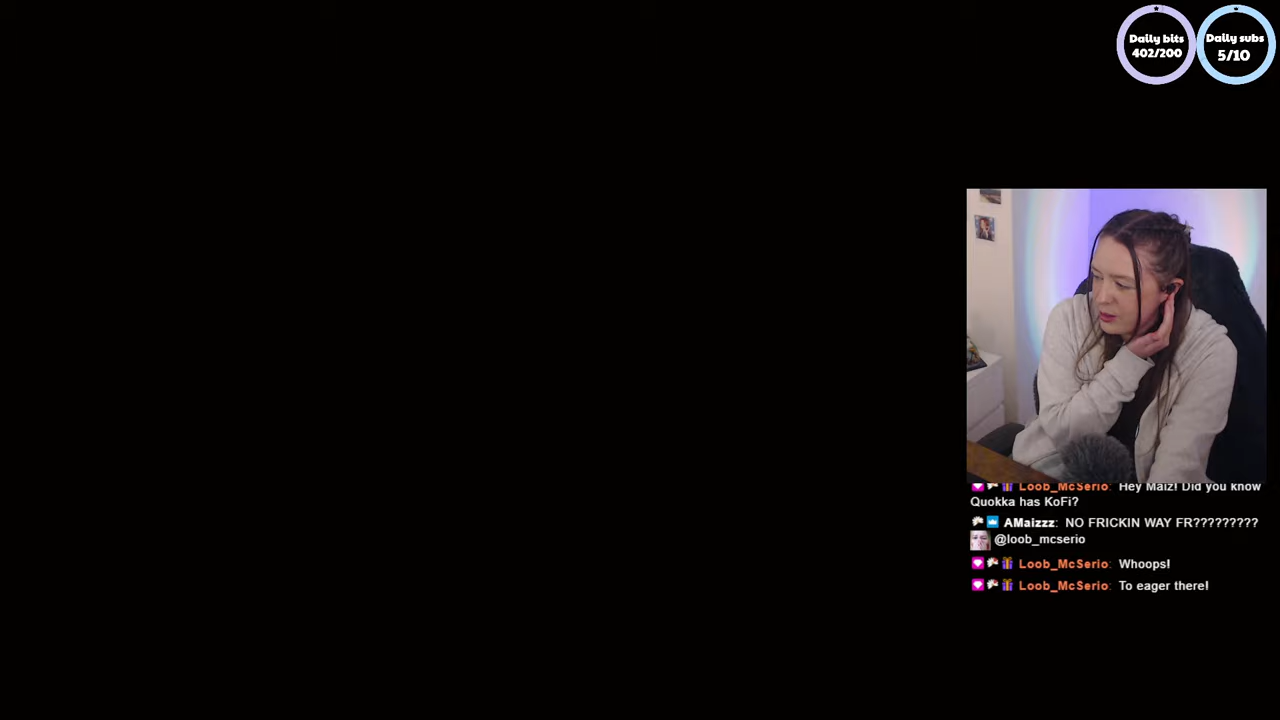 Daily bits
402/200
Daily subs
5/10
Loob_McSerio: Hey Maiz! Did you know
Quokka has KoFi?
AMaizzz: NO FRICKIN WAY FR?????????
@loob_mcserio
Loob_McSerio: Whoops!
Loob_McSerio: To eager there!